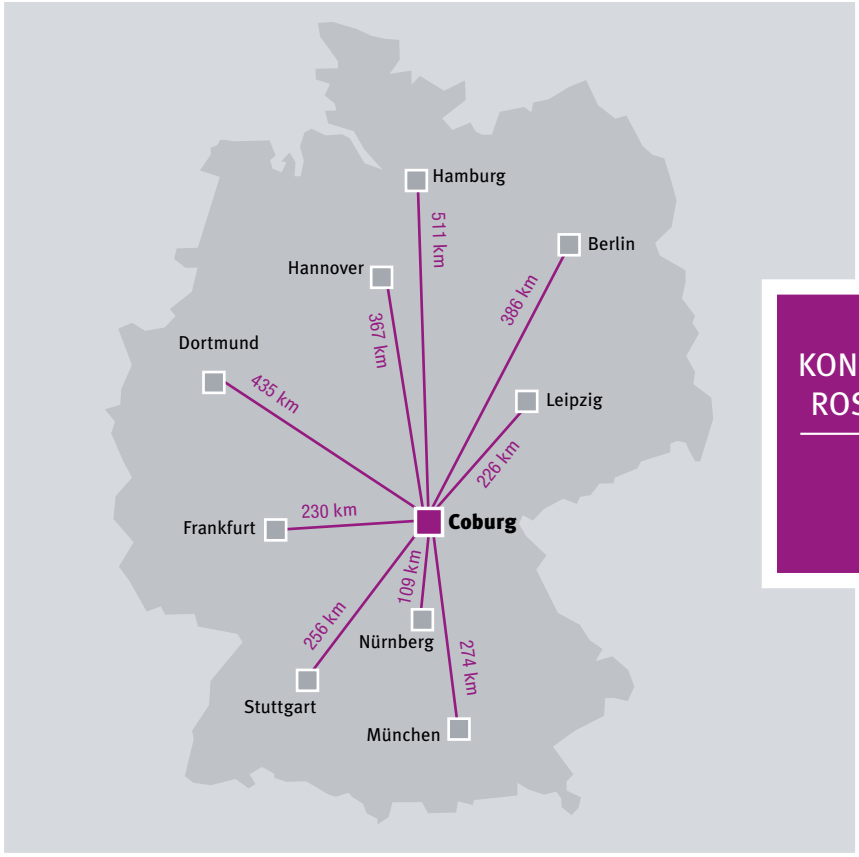 Hamburg
511 km
Berlin
Hannover
386 km
367 km
Dortmund
435 km
KON
ROS
Leipzig
226 km
230 km
Frankfurt
Coburg
109 km
256 km
Nürnberg
274 km
Stuttgart
München